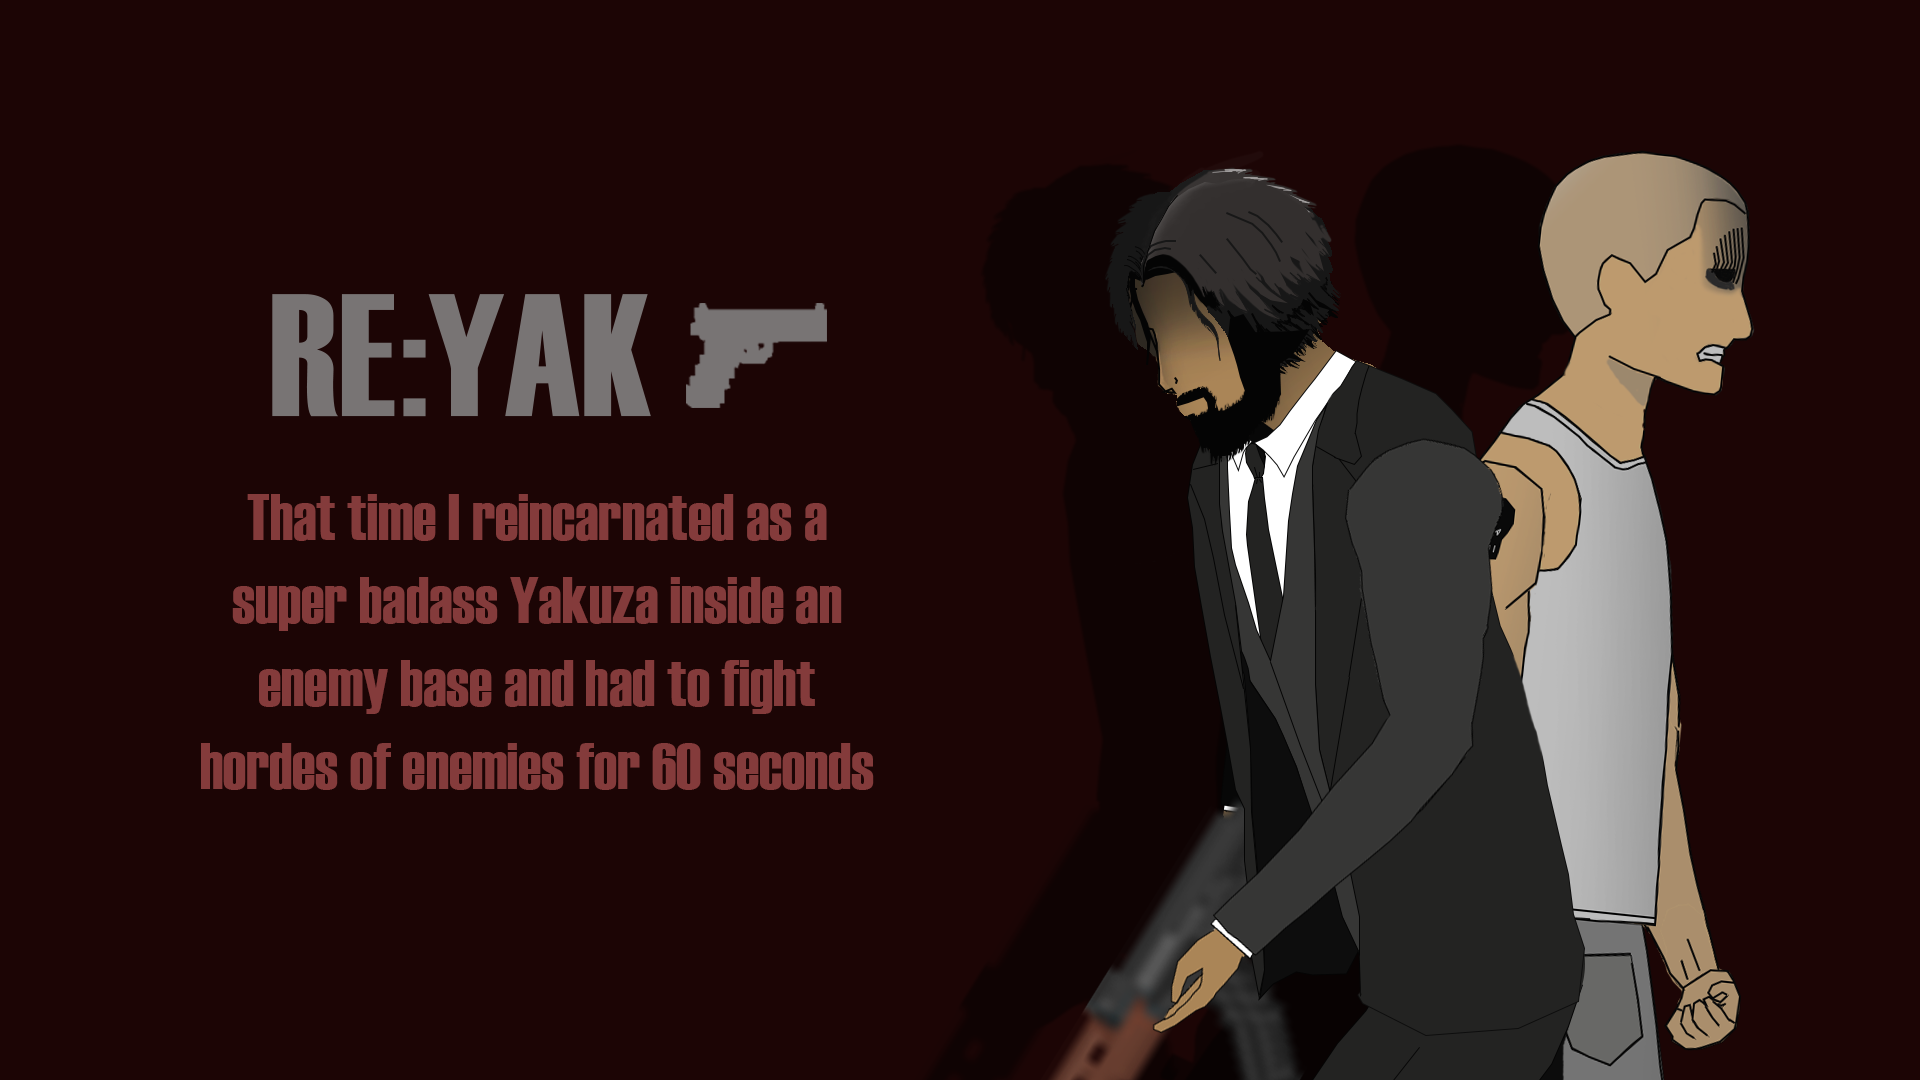 RE:YAK
That time I reincarnated as a
super badass Yakuza inside an
enemy base and had to fight
hordes of enemies for 60 seconds